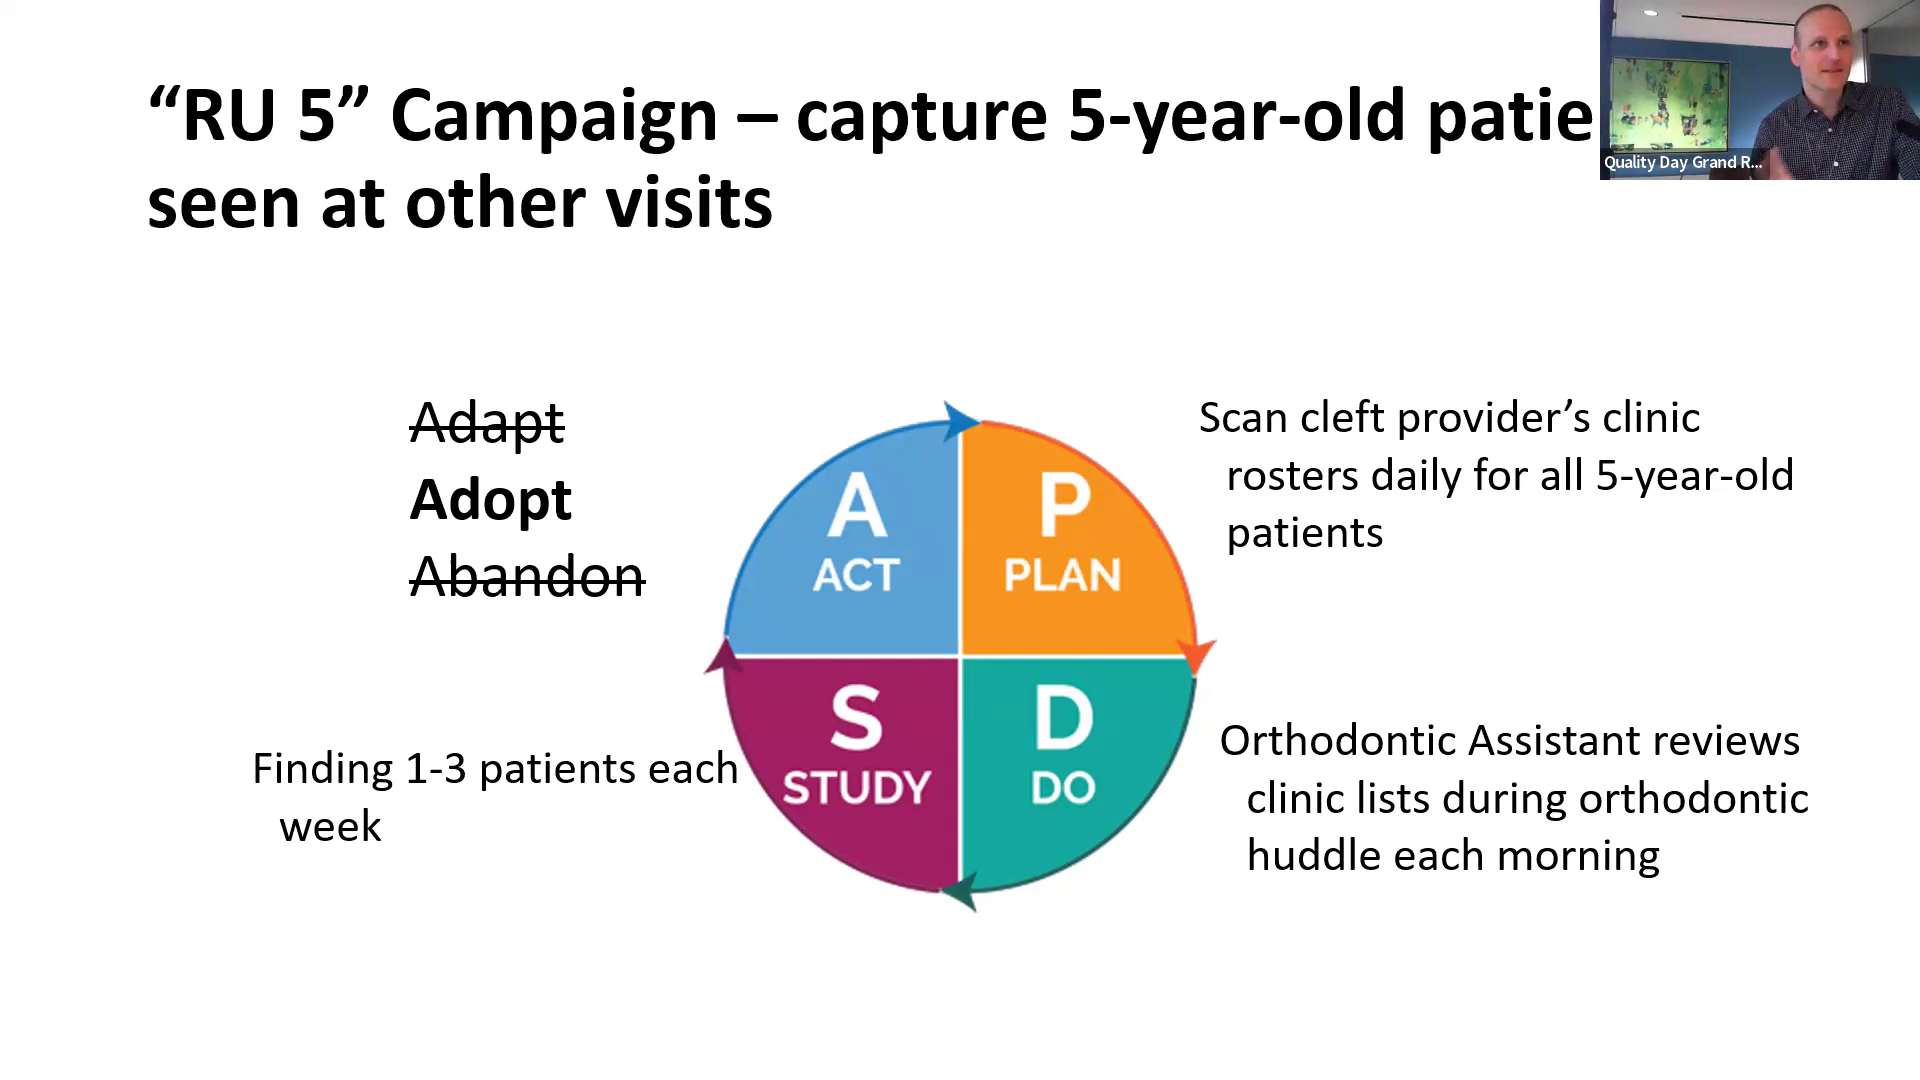 “RU 5” Campaign – capture 5-year-old patie
seen at other visits
Quality Day Grand R...
Adapt
Adopt
Abandon
A
ACT
P
PLAN
Scan cleft provider’s clinic
rosters daily for all 5-year-old
patients
Finding 1-3 patients each
week
S
STUDY
D
DO
Orthodontic Assistant reviews
clinic lists during orthodontic
huddle each morning